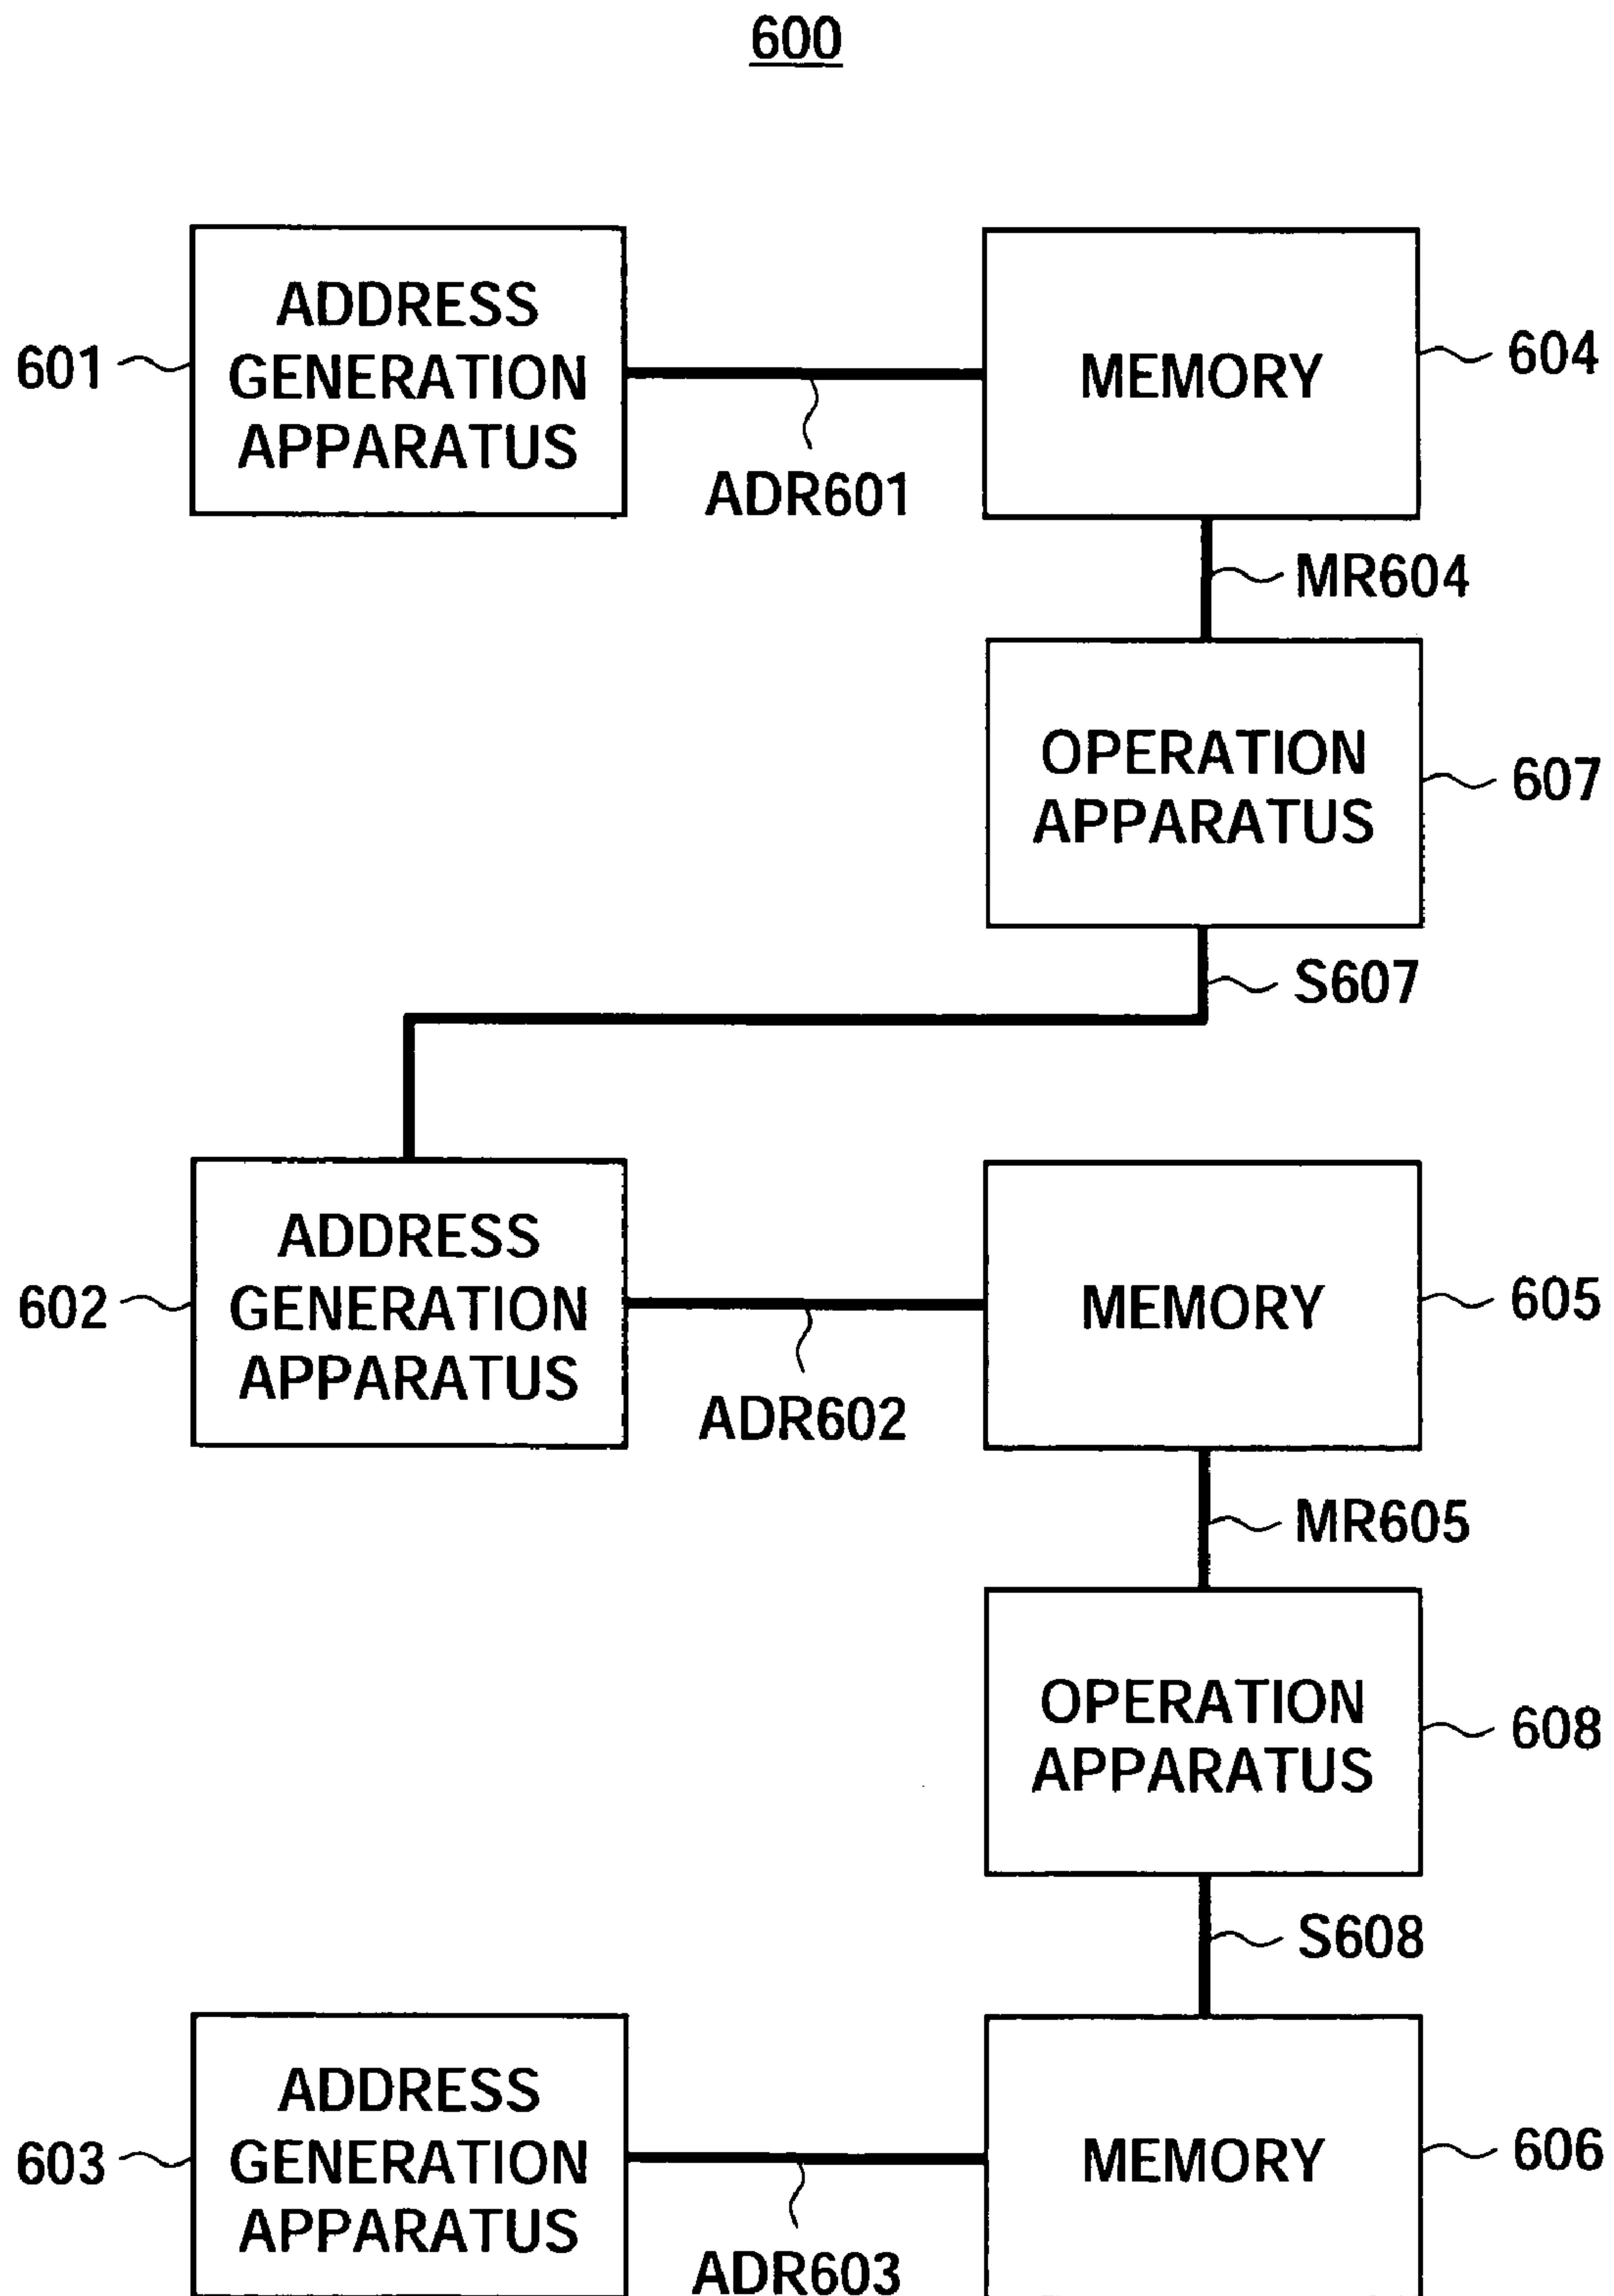 600
ADDRESS
GENERATION
APPARATUS
601
ADR601
MEMORY
604
MR604
OPERATION
APPARATUS
607
S607
ADDRESS
GENERATION
APPARATUS
602
ADR602
MEMORY
605
MR605
OPERATION
APPARATUS
608
S608
ADDRESS
GENERATION
APPARATUS
603
ADR603
MEMORY
606